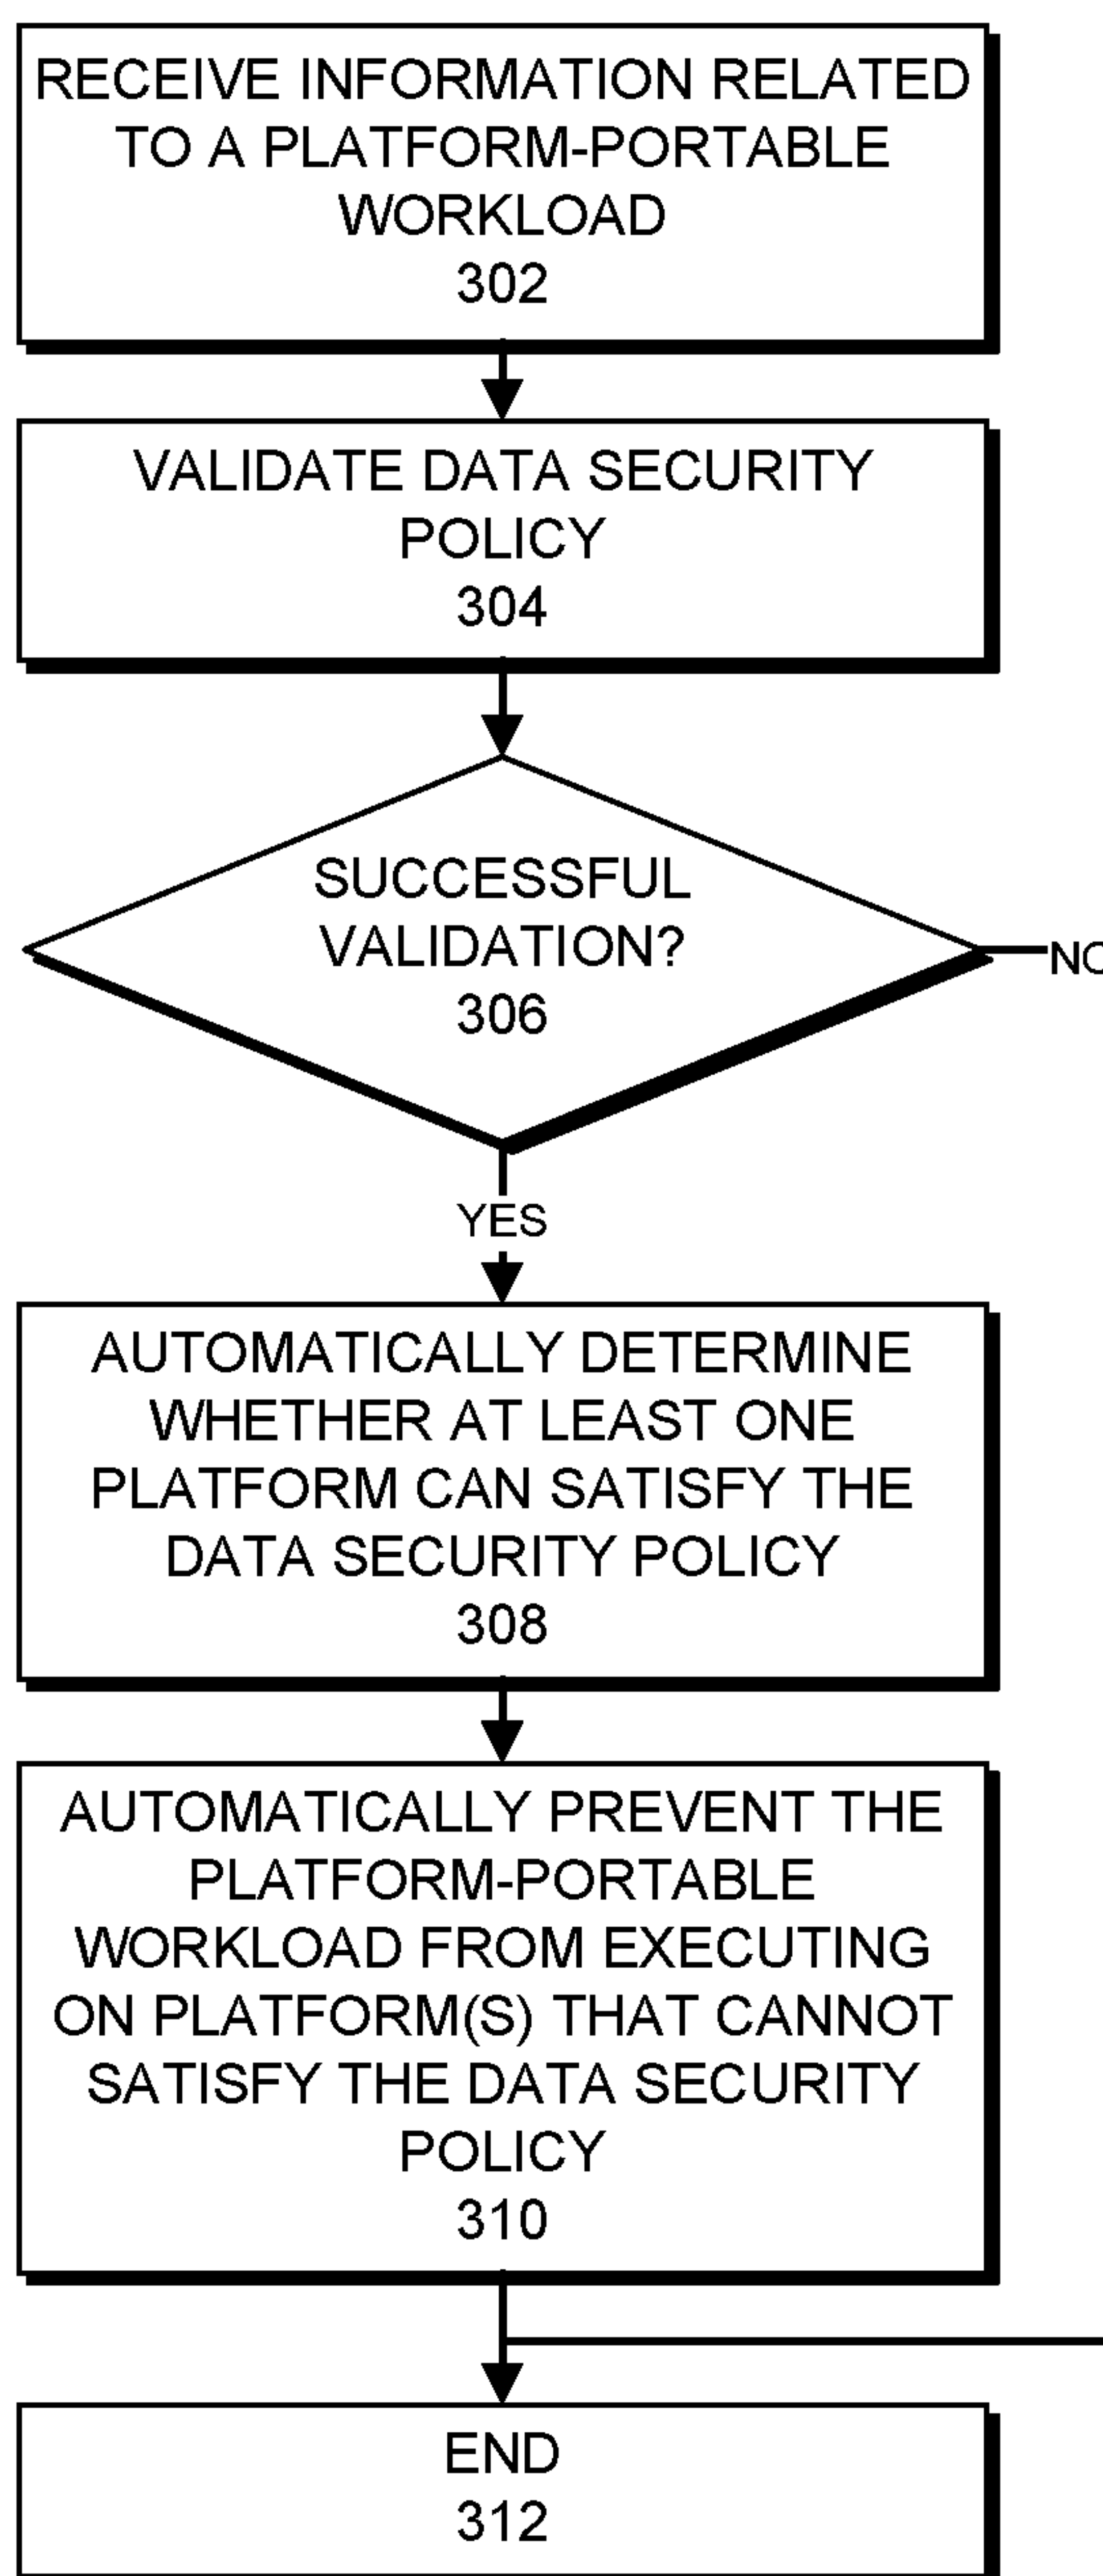 RECEIVE INFORMATION RELATED
TO A PLATFORM-PORTABLE
WORKLOAD
302
VALIDATE DATA SECURITY
POLICY
304
SUCCESSFUL
VALIDATION?
306
NO
YES
AUTOMATICALLY DETERMINE
WHETHER AT LEAST ONE
PLATFORM CAN SATISFY THE
DATA SECURITY POLICY
308
AUTOMATICALLY PREVENT THE
PLATFORM-PORTABLE
WORKLOAD FROM EXECUTING
ON PLATFORM(S) THAT CANNOT
SATISFY THE DATA SECURITY
POLICY
310
END
312